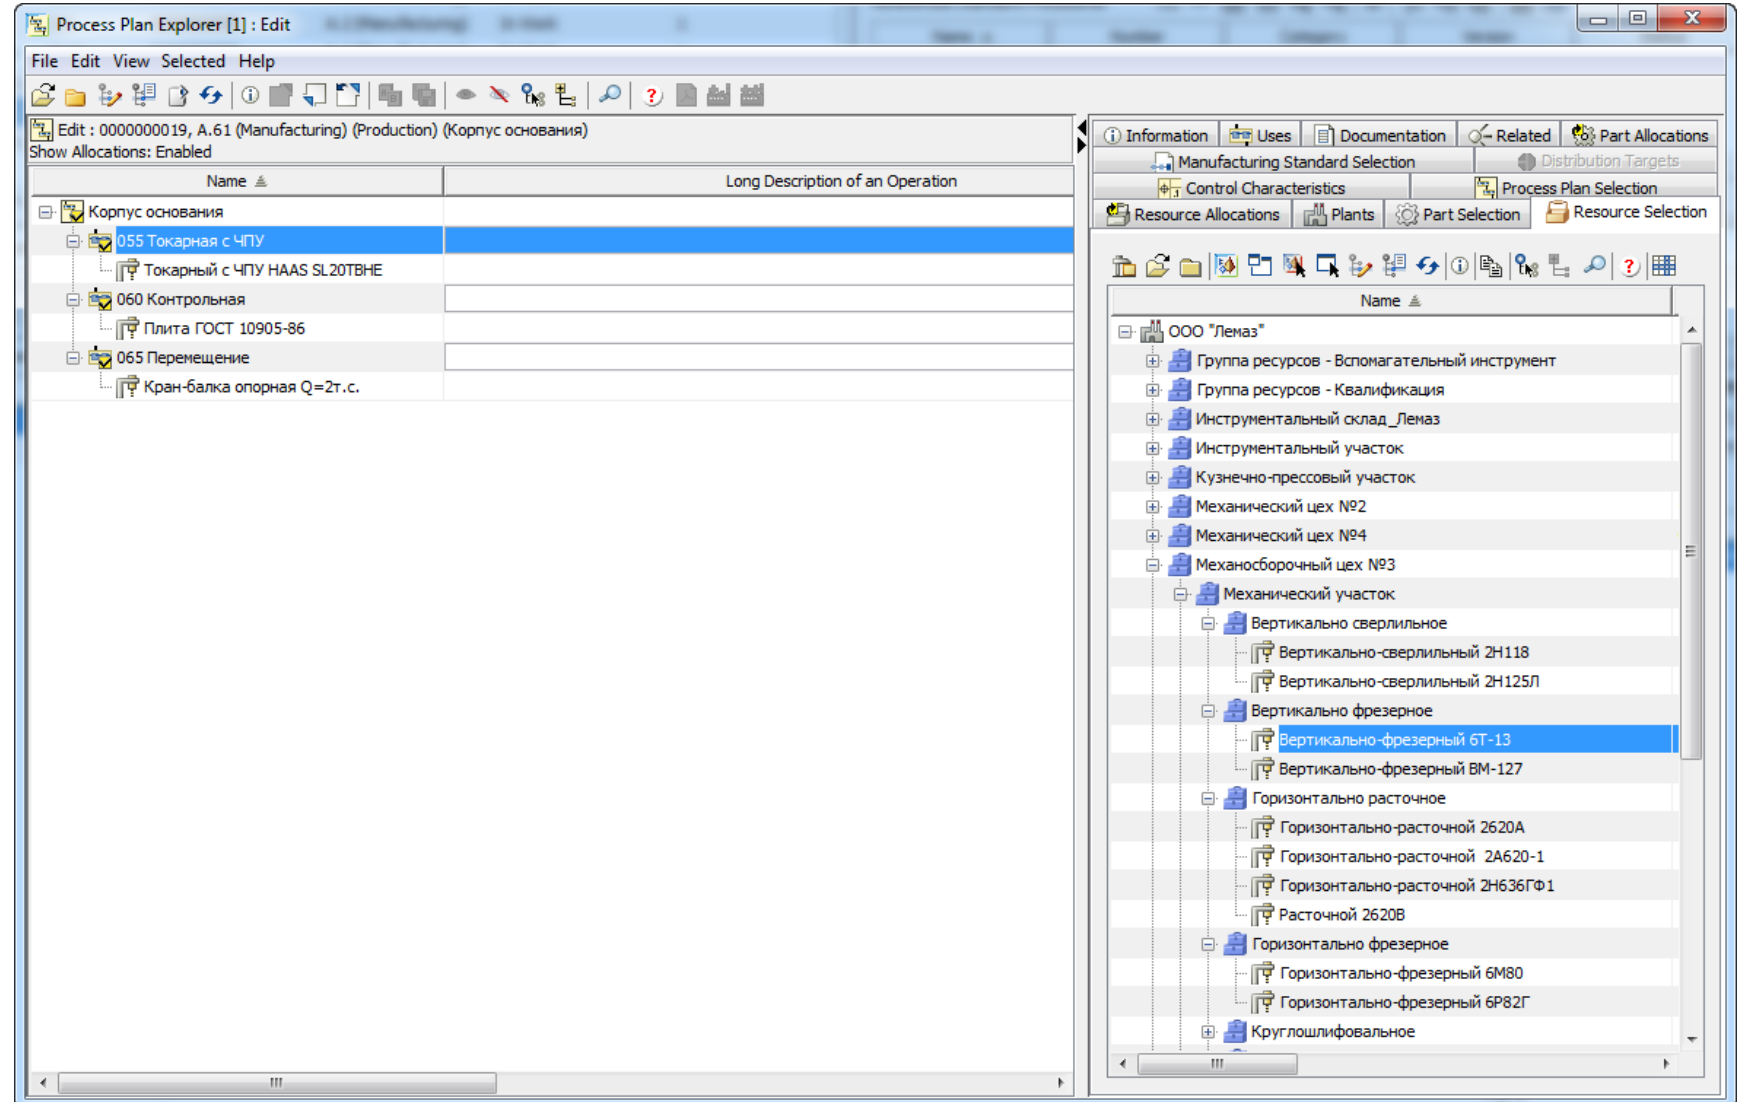 Process Plan Explorer [1] : Edit
File Edit View Selected Help
Edit : 0000000019, A.61 (Manufacturing) (Production) (Корпус основания)
Show Allocations: Enabled
Name
Long Description of an Operation
Корпус основания
055 Токарная с ЧПУ
Токарный с ЧПУ HAAS SL20TBHE
060 Контрольная
Плита ГОСТ 10905-86
065 Перемещение
Кран-балка опорная Q=2т.с.
Information Uses Documentation Related Part Allocations
Manufacturing Standard Selection Distribution Targets
Control Characteristics Process Plan Selection
Resource Allocations Plants Part Selection Resource Selection
Name
ООО "Лемаз"
Группа ресурсов - Вспомагательный инструмент
Группа ресурсов - Квалификация
Инструментальный склад_Лемаз
Инструментальный участок
Кузнечно-прессовый участок
Механический цех №2
Механический цех №4
Механосборочный цех №3
Механический участок
Вертикально сверлильное
Вертикально-сверлильный 2Н118
Вертикально-сверлильный 2Н125Л
Вертикально фрезерное
Вертикально-фрезерный 6Т-13
Вертикально-фрезерный ВМ-127
Горизонтально расточное
Горизонтально-расточной 2620А
Горизонтально-расточной 2А620-1
Горизонтально-расточной 2Н636ГФ1
Расточной 2620В
Горизонтально фрезерное
Горизонтально-фрезерный 6М80
Горизонтально-фрезерный 6Р82Г
Круглошлифовальное